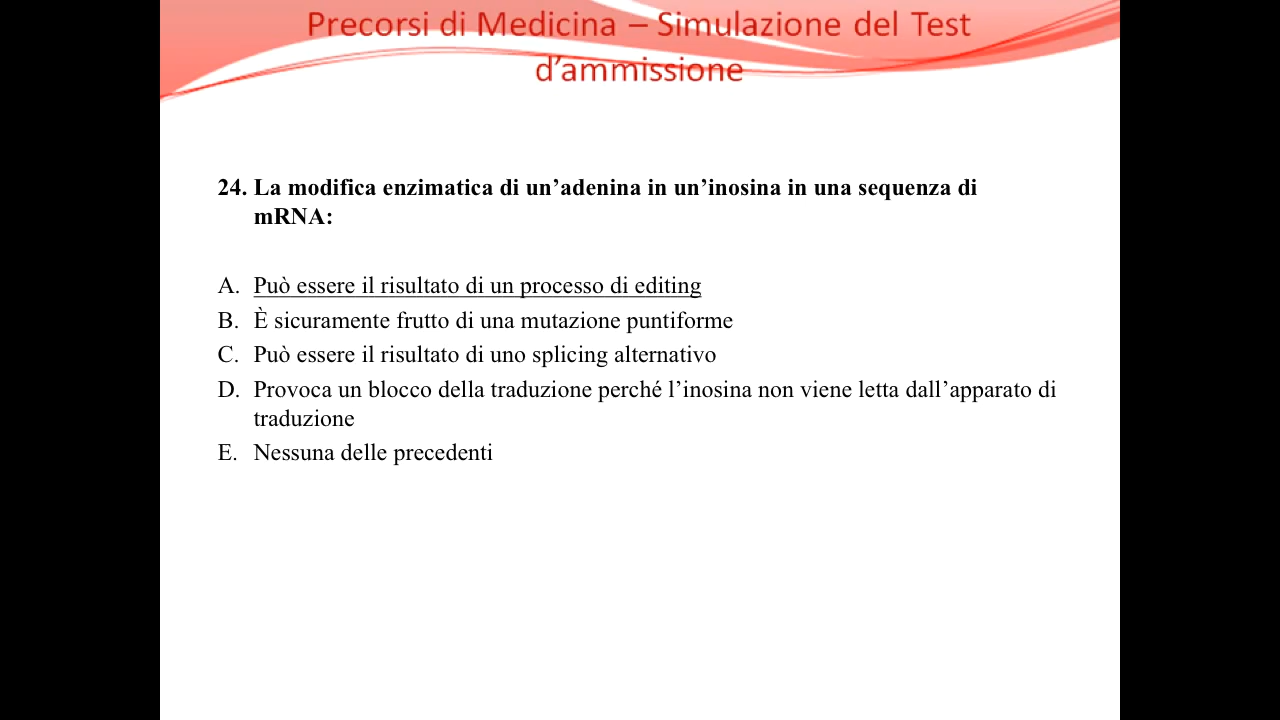 Precorsi di Medicina – Simulazione del Test
d’ammissione
24. La modifica enzimatica di un’adenina in un’inosina in una sequenza di
mRNA:
A. Può essere il risultato di un processo di editing
B. È sicuramente frutto di una mutazione puntiforme
C. Può essere il risultato di uno splicing alternativo
D. Provoca un blocco della traduzione perché l’inosina non viene letta dall’apparato di
traduzione
E. Nessuna delle precedenti